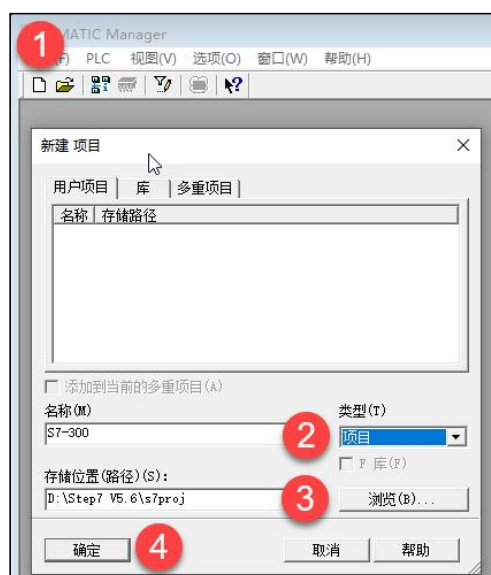 1
MATIC Manager
(F) PLC 视图(V) 选项(O) 窗口(W) 帮助(H)
新建 项目
用户项目 库 多重项目
名称 存储路径
添加到当前的多重项目(A)
名称(M) 类型(T)
S7-300 2 项目
F 库(F)
存储位置(路径)(S):
D:\Step7 V5.6\s7proj 3 浏览(B)...
确定 4 取消 帮助